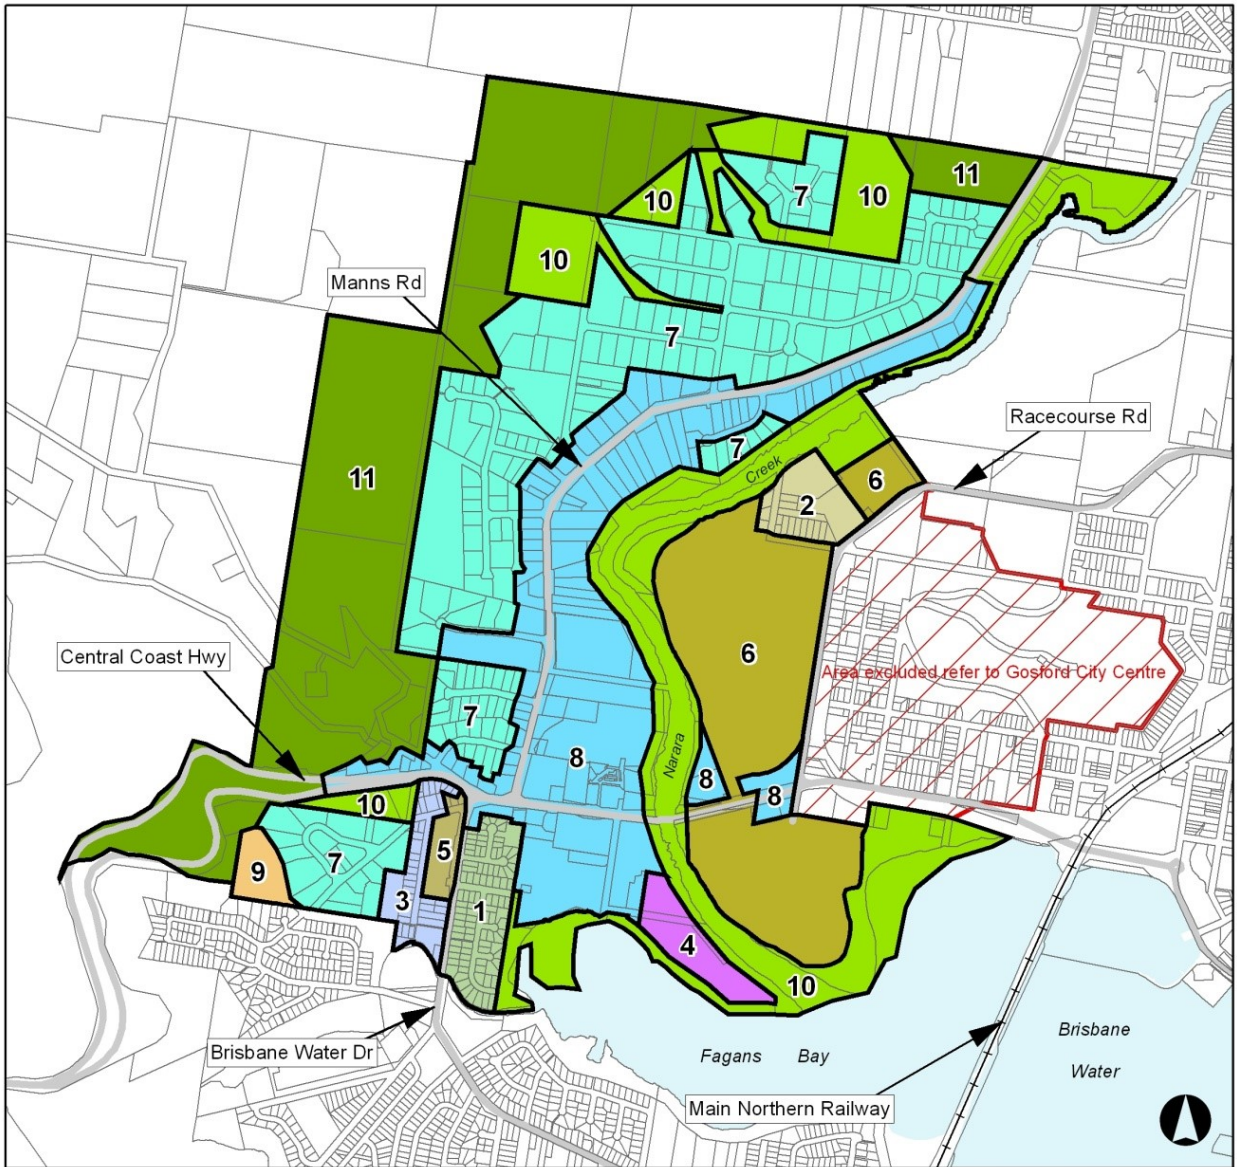 11
7
10
10
10
Manns Rd
7
Racecourse Rd
7
Creek
6
11
2
Central Coast Hwy
6
Area excluded refer to Gosford City Centre
7
Narara
8
8
8
10
5
9
7
3
1
4
10
Brisbane
Water
Brisbane Water Dr
Fagans Bay
Main Northern Railway